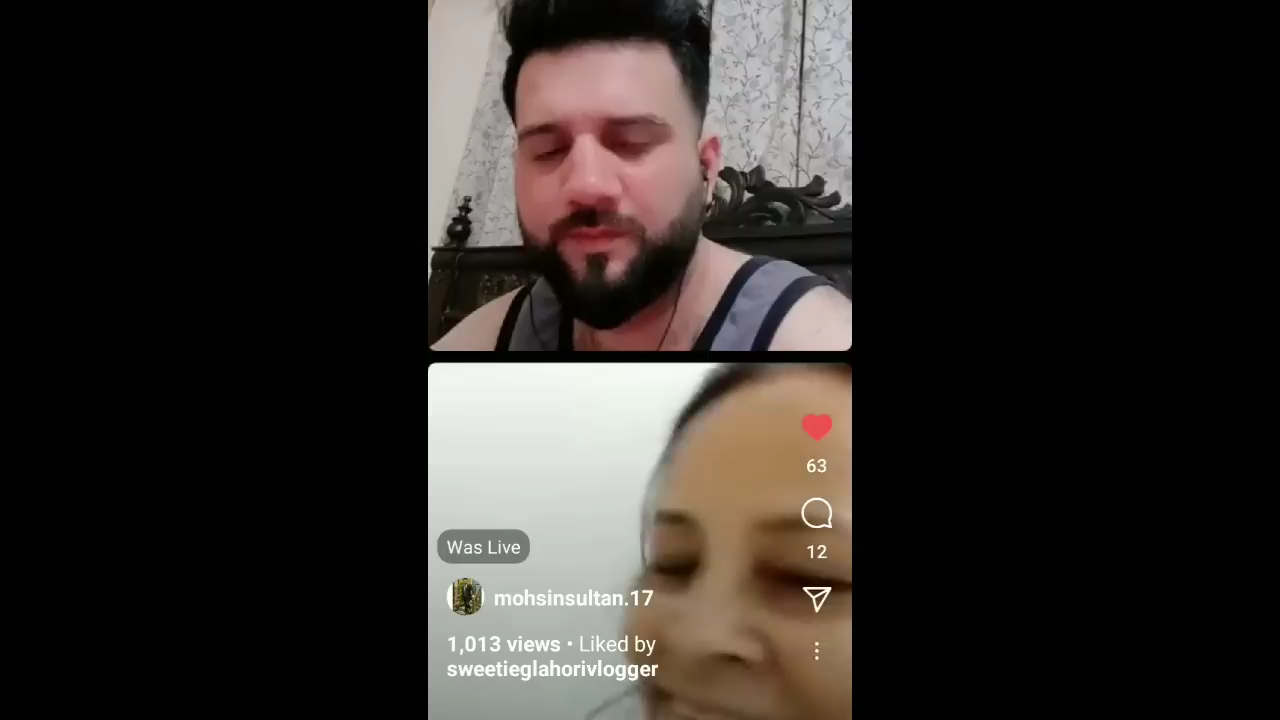 63
12
Was Live
mohsinsultan.17
1,013 views • Liked by
sweetieglahorivlogger